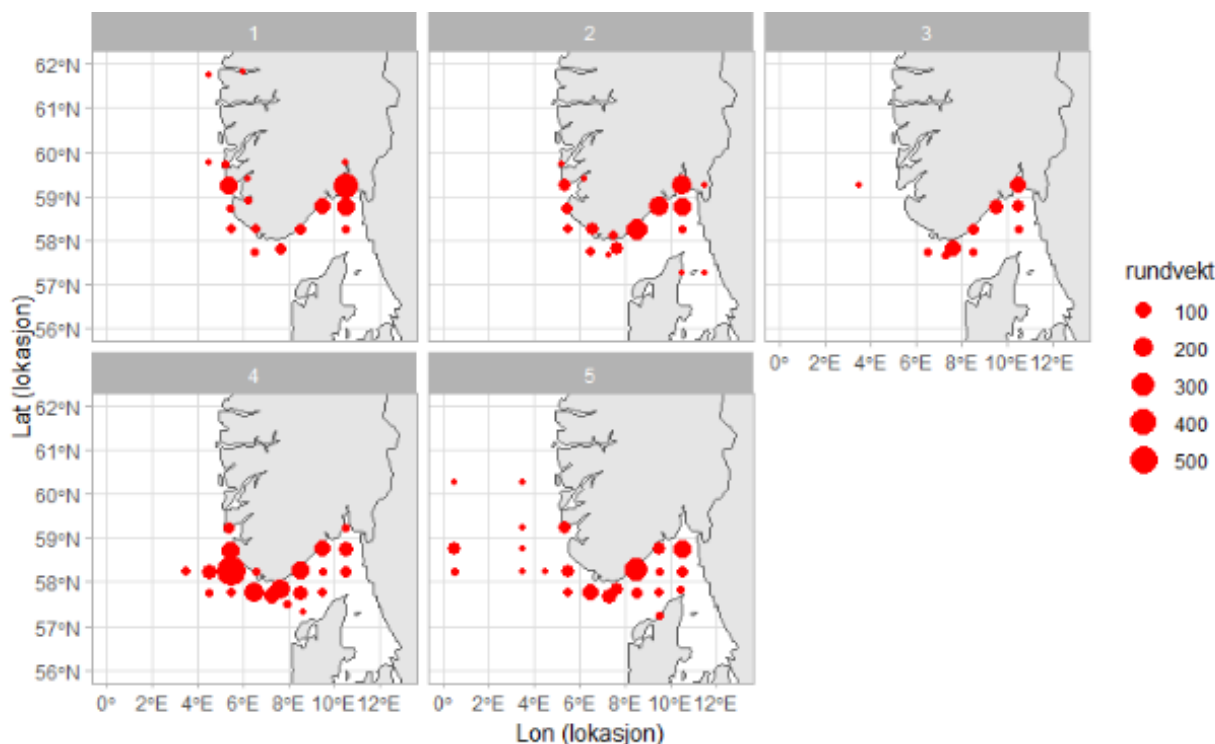 1
2
3
62°N
61°N
60°N
59°N
58°N
57°N
56°N
0° 2°E 4°E 6°E 8°E 10°E 12°E
4
5
62°N
61°N
60°N
59°N
58°N
57°N
56°N
0° 2°E 4°E 6°E 8°E 10°E 12°E
0° 2°E 4°E 6°E 8°E 10°E 12°E
Lat (lokasjon)
Lon (lokasjon)
rundvekt
100
200
300
400
500